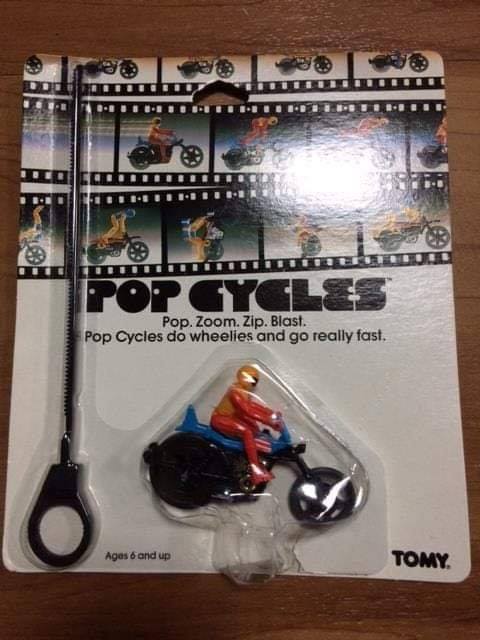 POP CYCLES
Pop. Zoom. Zip. Blast.
Pop Cycles do wheelies and go really fast.
Ages 6 and up
TOMY.